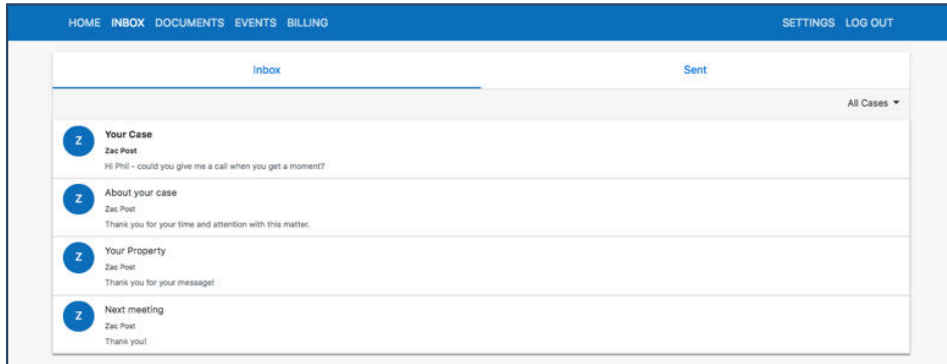 HOME INBOX DOCUMENTS EVENTS BILLING SETTINGS LOG OUT
Inbox Sent
All Cases
Z
Your Case
Zac Post
Hi Phil – could you give me a call when you get a moment?
Z
About your case
Zac Post
Thank you for your time and attention with this matter.
Z
Your Property
Zac Post
Thank you for your message!
Z
Next meeting
Zac Post
Thank you!